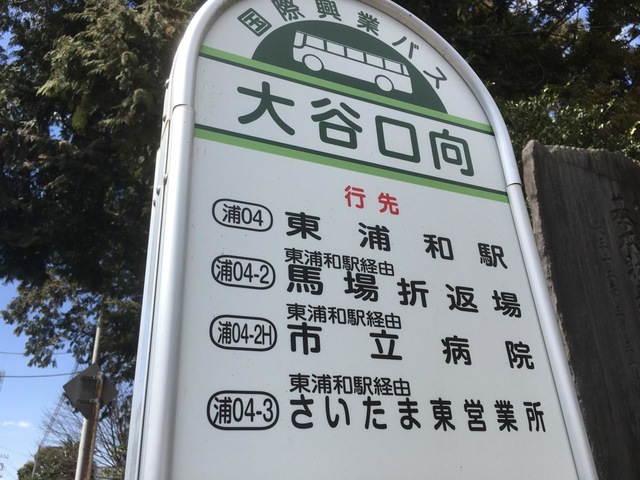 国際興業バス
大谷口向
行先
浦04 東浦和駅
東浦和駅経由
浦04-2 馬場折返場
東浦和駅経由
浦04-2H 市立病院
東浦和駅経由
浦04-3 さいたま東営業所